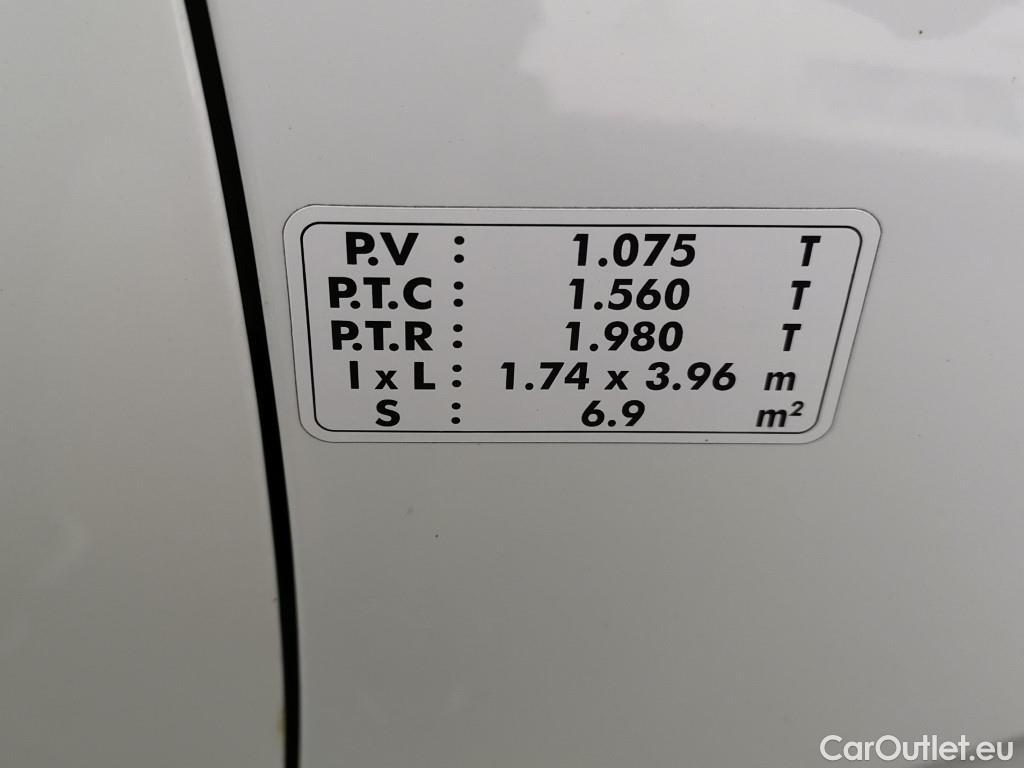 P.V : 1.075 T
P.T.C : 1.560 T
P.T.R : 1.980 T
l x L : 1.74 x 3.96 m
S : 6.9 m²
CarOutlet.eu